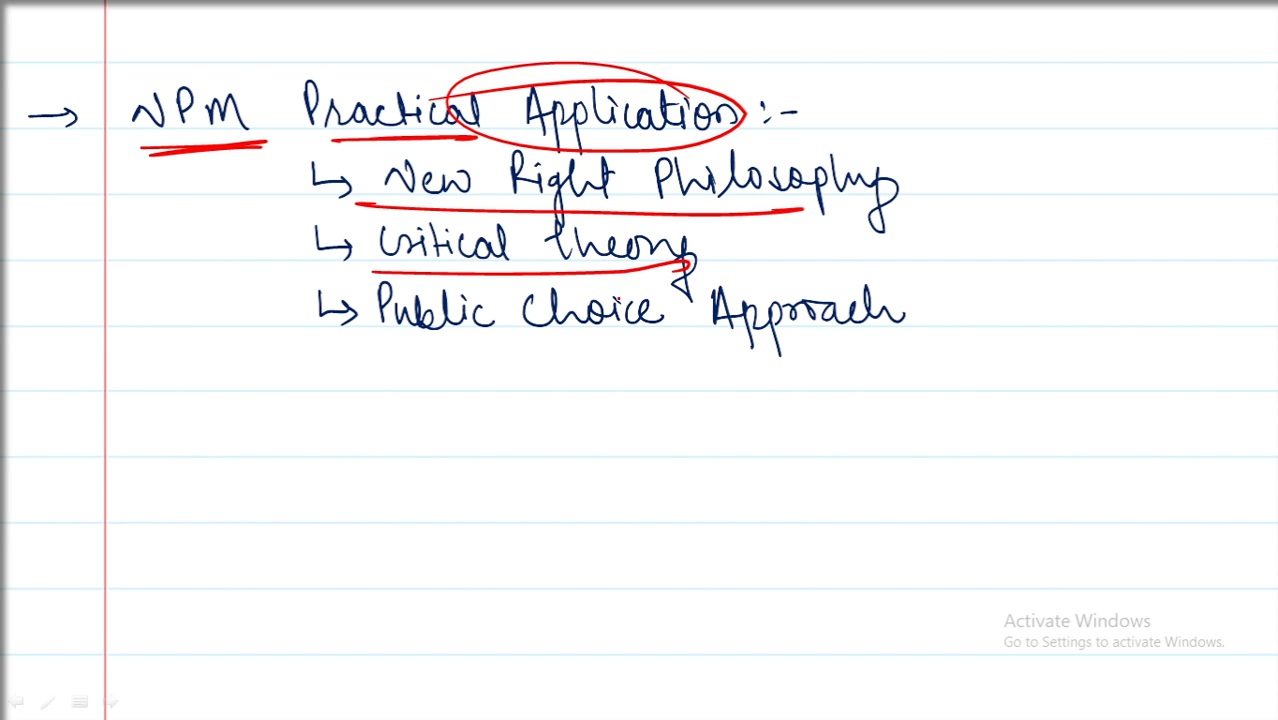 → NPM Practical Application :-
↳ New Right Philosophy
↳ Critical theory
↳ Public Choice Approach
Activate Windows
Go to Settings to activate Windows.